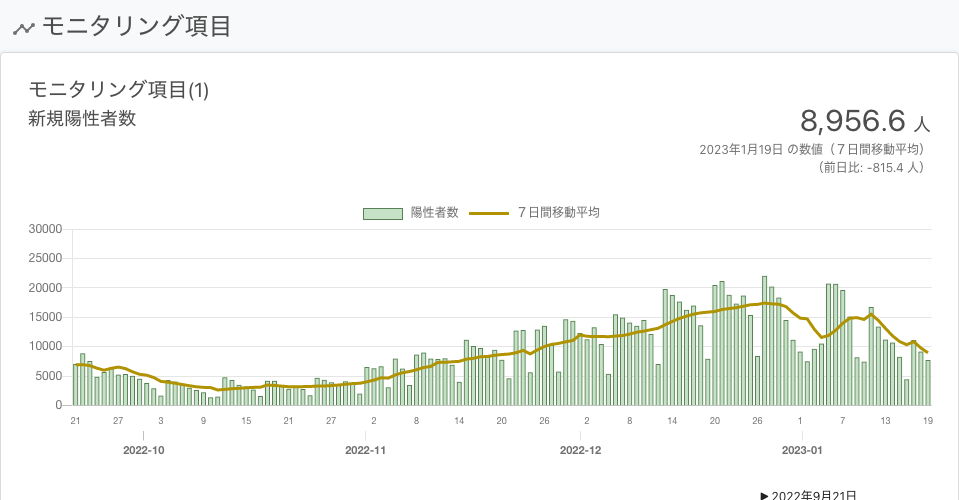 モニタリング項目
モニタリング項目(1)
新規陽性者数
8,956.6 人
2023年1月19日 の数値（７日間移動平均）
（前日比: -815.4 人）
陽性者数 ７日間移動平均
30000
25000
20000
15000
10000
5000
0
21 27 3 9 15 21 27 2 8 14 20 26 2 8 14 20 26 1 7 13 19
2022-10 2022-11 2022-12 2023-01
▶ 2022年9月21日